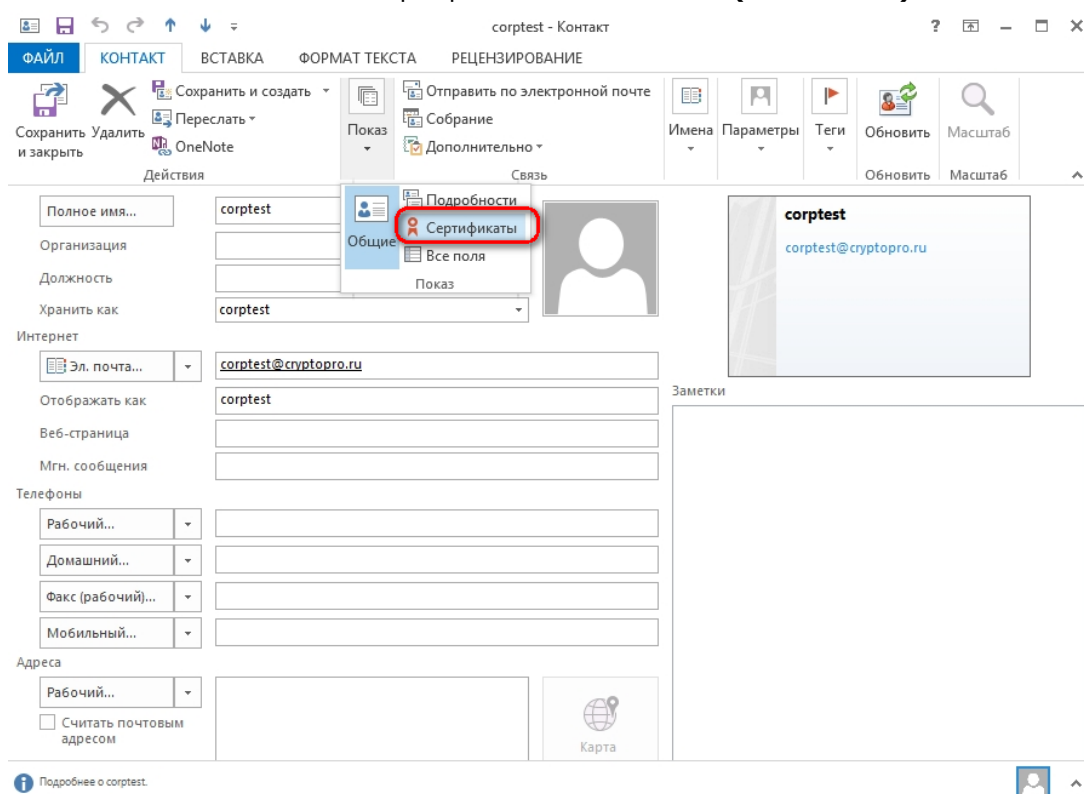 corptest - Контакт
ФАЙЛ КОНТАКТ ВСТАВКА ФОРМАТ ТЕКСТА РЕЦЕНЗИРОВАНИЕ
Сохранить и закрыть
Удалить
Сохранить и создать
Переслать
OneNote
Действия
Показ
Отправить по электронной почте
Собрание
Дополнительно
Связь
Имена
Параметры
Теги
Обновить
Обновить
Масштаб
Масштаб
Общие
Подробности
Сертификаты
Все поля
Показ
Полное имя... corptest
Организация
Должность
Хранить как corptest
Интернет
Эл. почта... corptest@cryptopro.ru
Отображать как corptest
Веб-страница
Мгн. сообщения
Телефоны
Рабочий...
Домашний...
Факс (рабочий)...
Мобильный...
Адреса
Рабочий...
Считать почтовым
адресом
Карта
corptest
corptest@cryptopro.ru
Заметки
Подробнее о corptest.